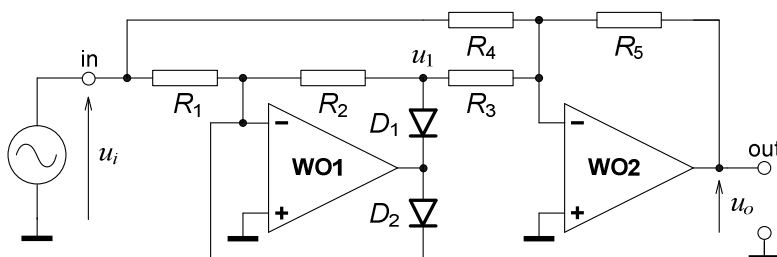 R4
R5
in
u1
R1
R2
R3
D1
−
−
ui
WO1
WO2
out
+
D2
+
uo